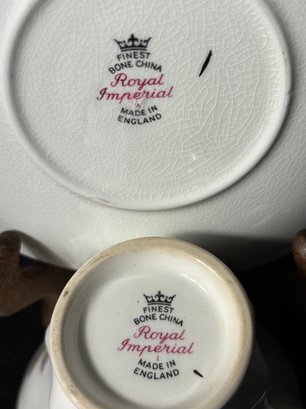 FINEST
BONE CHINA
Royal
Imperial
MADE IN
ENGLAND
FINEST
BONE CHINA
Royal
Imperial
MADE IN
ENGLAND